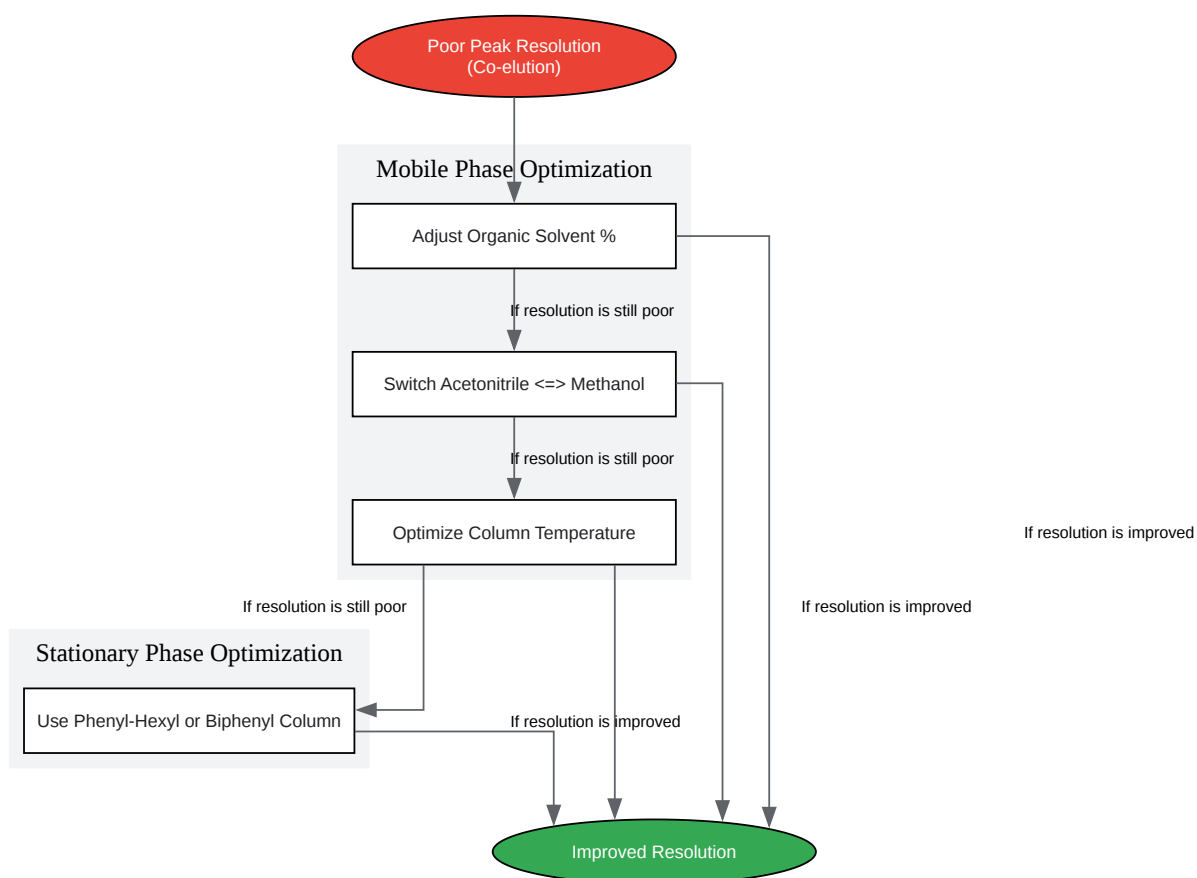 Poor Peak Resolution
(Co-elution)
Mobile Phase Optimization
Adjust Organic Solvent %
If resolution is still poor
Switch Acetonitrile <=> Methanol
If resolution is still poor
Optimize Column Temperature
If resolution is improved
If resolution is still poor
If resolution is improved
Stationary Phase Optimization
Use Phenyl-Hexyl or Biphenyl Column
If resolution is improved
Improved Resolution